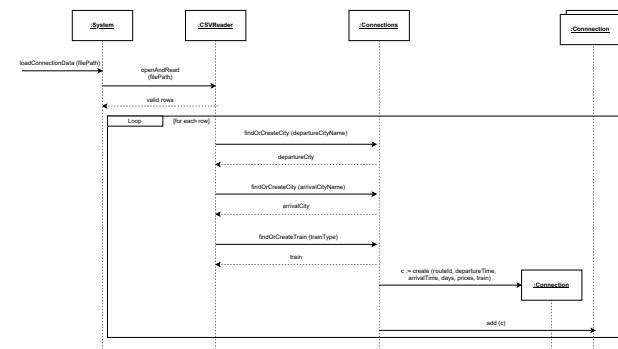 :System
:CSVReader
:Connections
:Connnection
loadConnectionData (filePath)
openAndRead
(filePath)
valid rows
Loop
[for each row]
findOrCreateCity (departureCityName)
departureCity
findOrCreateCity (arrivalCityName)
arrivalCity
findOrCreateTrain (trainType)
train
c := create (routeId, departureTime,
arrivalTime, days, prices, train)
:Connection
add (c)